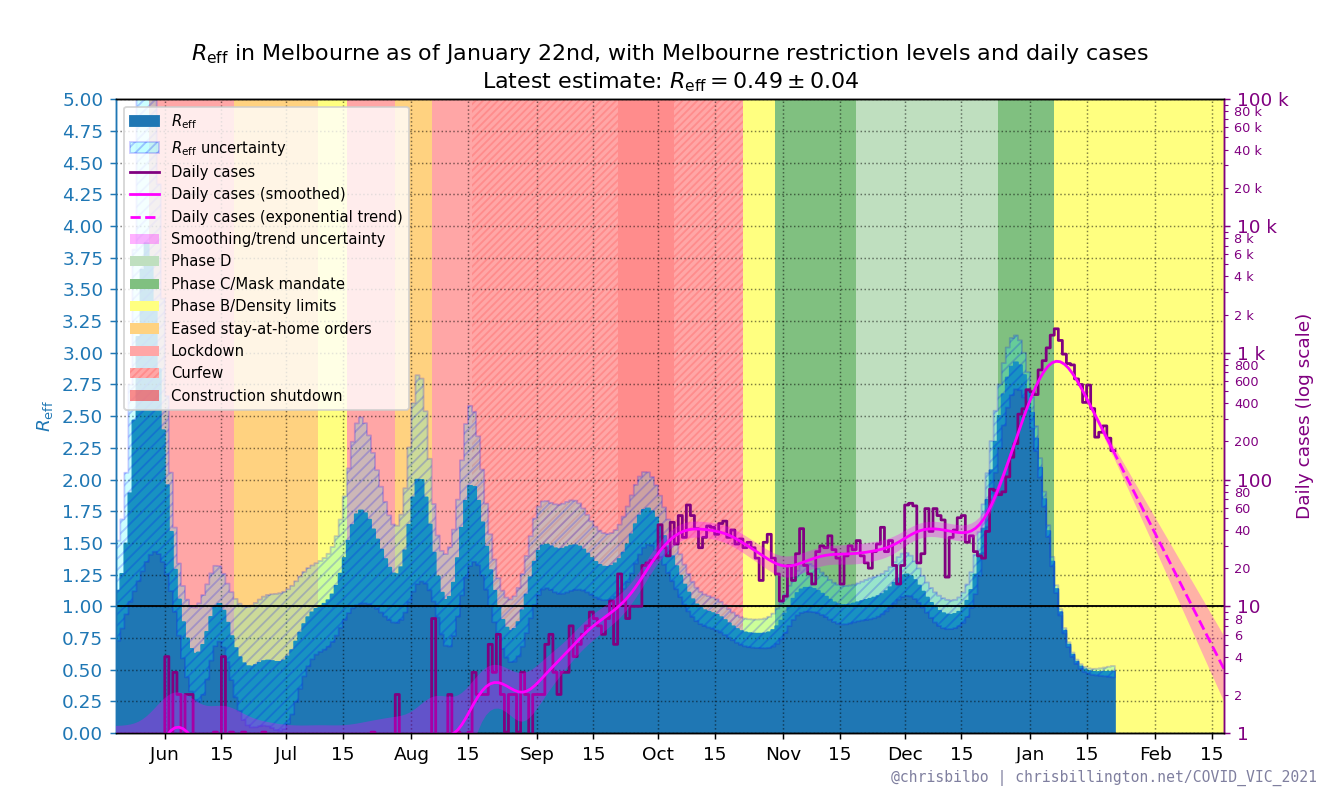 R_eff in Melbourne as of January 22nd, with Melbourne restriction levels and daily cases
Latest estimate: R_eff = 0.49 ± 0.04
R_eff
5.00
4.75
4.50
4.25
4.00
3.75
3.50
3.25
3.00
2.75
2.50
2.25
2.00
1.75
1.50
1.25
1.00
0.75
0.50
0.25
0.00
R_eff
R_eff uncertainty
Daily cases
Daily cases (smoothed)
Daily cases (exponential trend)
Smoothing/trend uncertainty
Phase D
Phase C/Mask mandate
Phase B/Density limits
Eased stay-at-home orders
Lockdown
Curfew
Construction shutdown
100 k
80 k
60 k
40 k
20 k
10 k
8 k
6 k
4 k
2 k
1 k
800
600
400
200
100
80
60
40
20
10
8
6
4
2
1
Daily cases (log scale)
Jun 15 Jul 15 Aug 15 Sep 15 Oct 15 Nov 15 Dec 15 Jan 15 Feb 15
@chrisbilbo | chrisbillington.net/COVID_VIC_2021